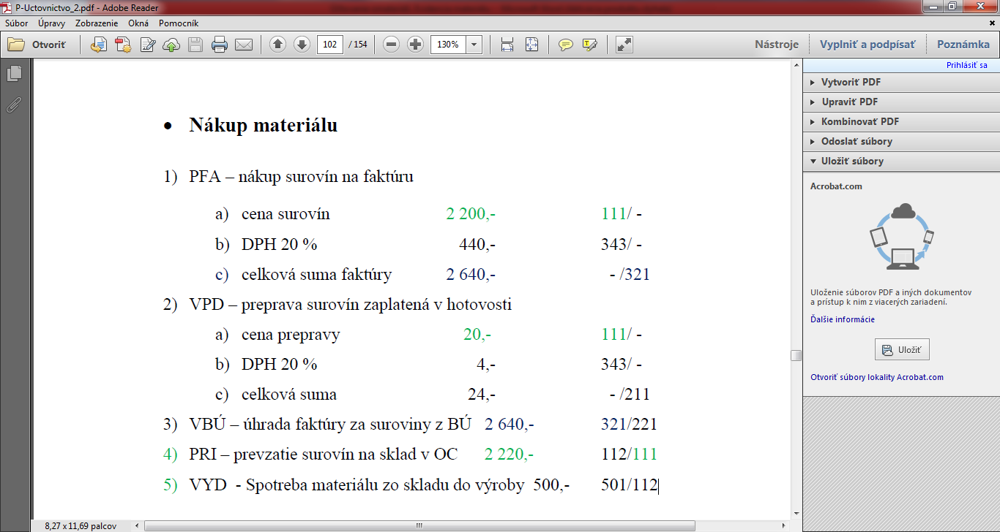 P-Uctovnictvo_2.pdf - Adobe Reader
Súbor Úpravy Zobrazenie Okná Pomocník
Otvoriť 102 / 154 130% Nástroje Vyplniť a podpísať Poznámka
Prihlásiť sa
Vytvoriť PDF
Upraviť PDF
Kombinovať PDF
Odoslať súbory
Uložiť súbory
Acrobat.com
Uloženie súborov PDF a iných dokumentov
a prístup k nim z viacerých zariadení.
Ďalšie informácie
Uložiť
Otvoriť súbory lokality Acrobat.com
• Nákup materiálu
1) PFA – nákup surovín na faktúru
a) cena surovín 2 200,- 111/ -
b) DPH 20 % 440,- 343/ -
c) celková suma faktúry 2 640,- - /321
2) VPD – preprava surovín zaplatená v hotovosti
a) cena prepravy 20,- 111/ -
b) DPH 20 % 4,- 343/ -
c) celková suma 24,- - /211
3) VBÚ – úhrada faktúry za suroviny z BÚ 2 640,- 321/221
4) PRI – prevzatie surovín na sklad v OC 2 220,- 112/111
5) VYD - Spotreba materiálu zo skladu do výroby 500,- 501/112
8,27 x 11,69 palcov